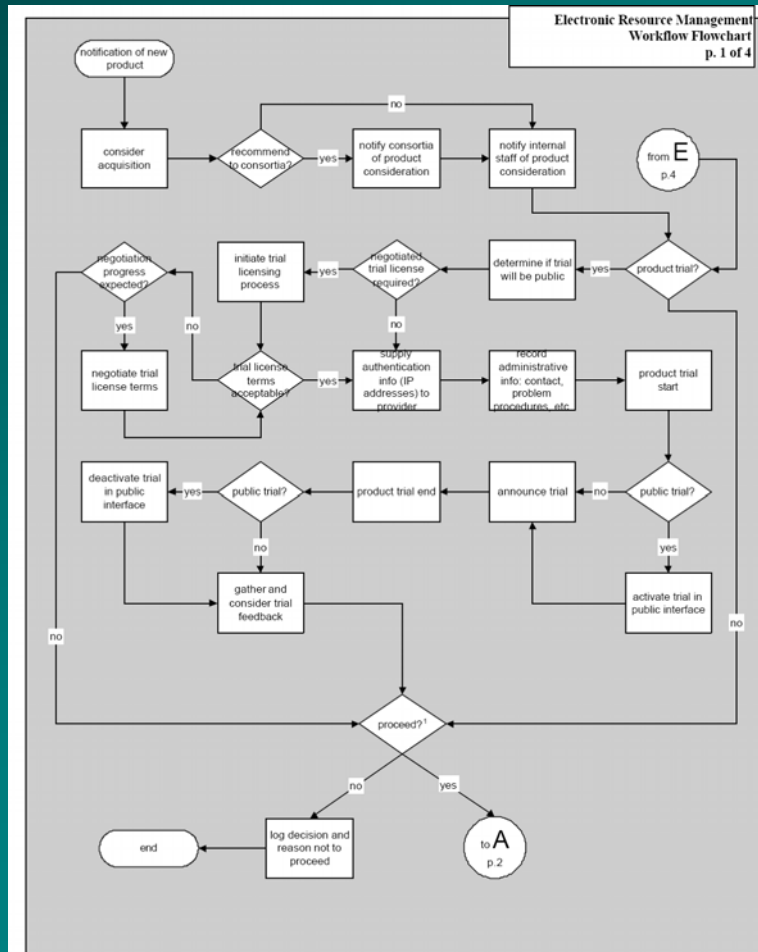 Electronic Resource Management
Workflow Flowchart
p. 1 of 4
notification of new
product
no
consider
acquisition
recommend
to consortia?
yes
notify consortia
of product
consideration
notify internal
staff of product
consideration
from E
p.4
negotiation
progress
expected?
initiate trial
licensing
process
yes
negotiated
trial license
required?
determine if trial
will be public
yes
product trial?
yes
no
no
negotiate trial
license terms
trial license
terms
acceptable?
yes
supply
authentication
info (IP
addresses) to
provider
record
administrative
info: contact,
problem
procedures, etc
product trial
start
deactivate trial
in public
interface
yes
public trial?
product trial end
announce trial
no
public trial?
no
yes
gather and
consider trial
feedback
activate trial in
public interface
no
no
proceed?1
no
yes
end
log decision and
reason not to
proceed
to A
p.2